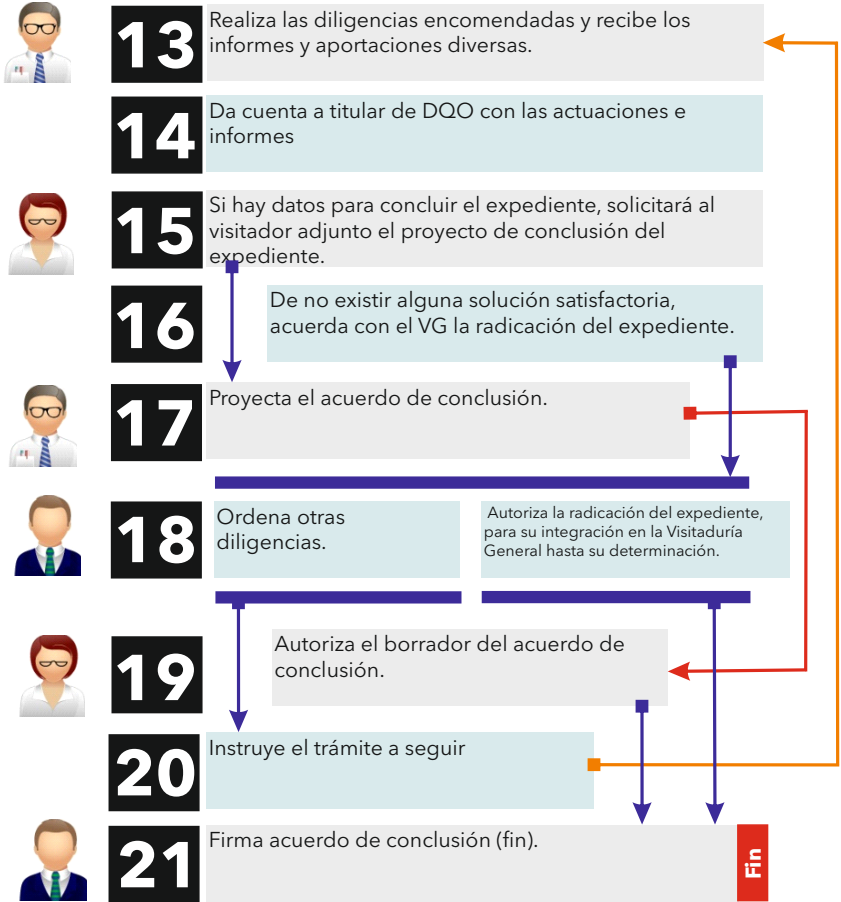 13
Realiza las diligencias encomendadas y recibe los
informes y aportaciones diversas.
14
Da cuenta a titular de DQO con las actuaciones e
informes
15
Si hay datos para concluir el expediente, solicitará al
visitador adjunto el proyecto de conclusión del
expediente.
16
De no existir alguna solución satisfactoria,
acuerda con el VG la radicación del expediente.
17
Proyecta el acuerdo de conclusión.
18
Ordena otras
diligencias.
Autoriza la radicación del expediente,
para su integración en la Visitaduría
General hasta su determinación.
19
Autoriza el borrador del acuerdo de
conclusión.
20
Instruye el trámite a seguir
21
Firma acuerdo de conclusión (fin).
Fin